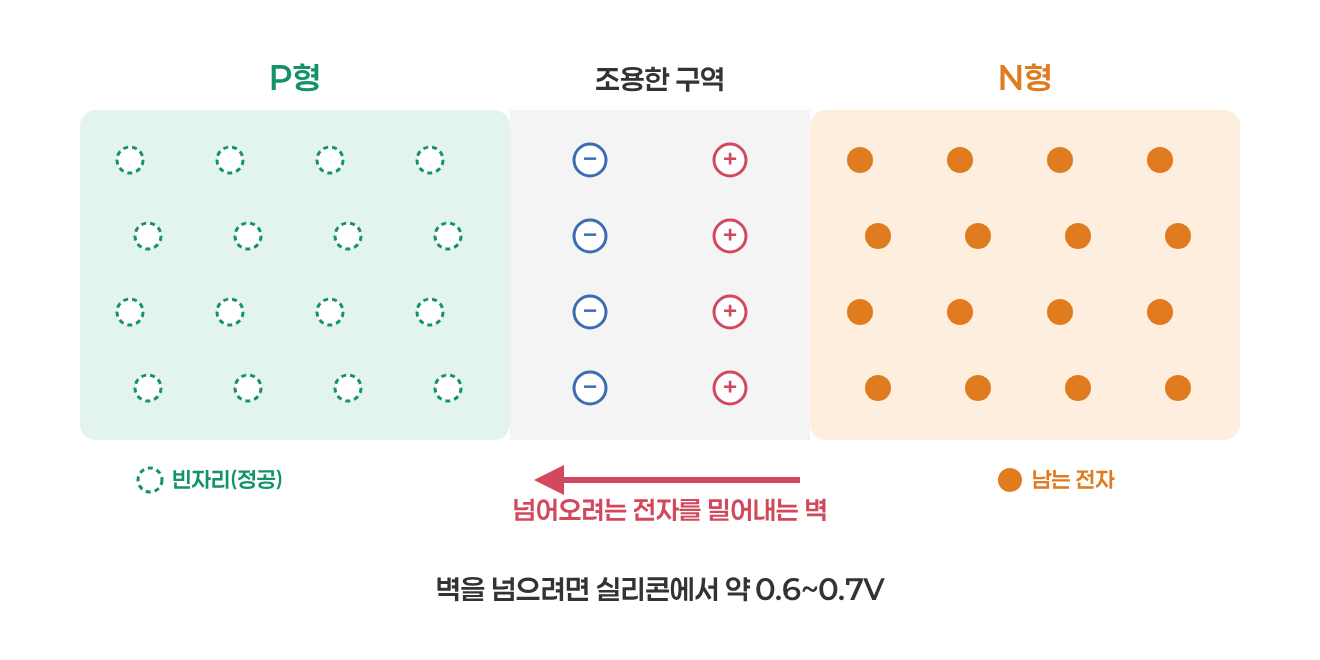 P형
조용한 구역
N형
− +
− +
− +
− +
빈자리(정공)
남는 전자
넘어오려는 전자를 밀어내는 벽
벽을 넘으려면 실리콘에서 약 0.6~0.7V